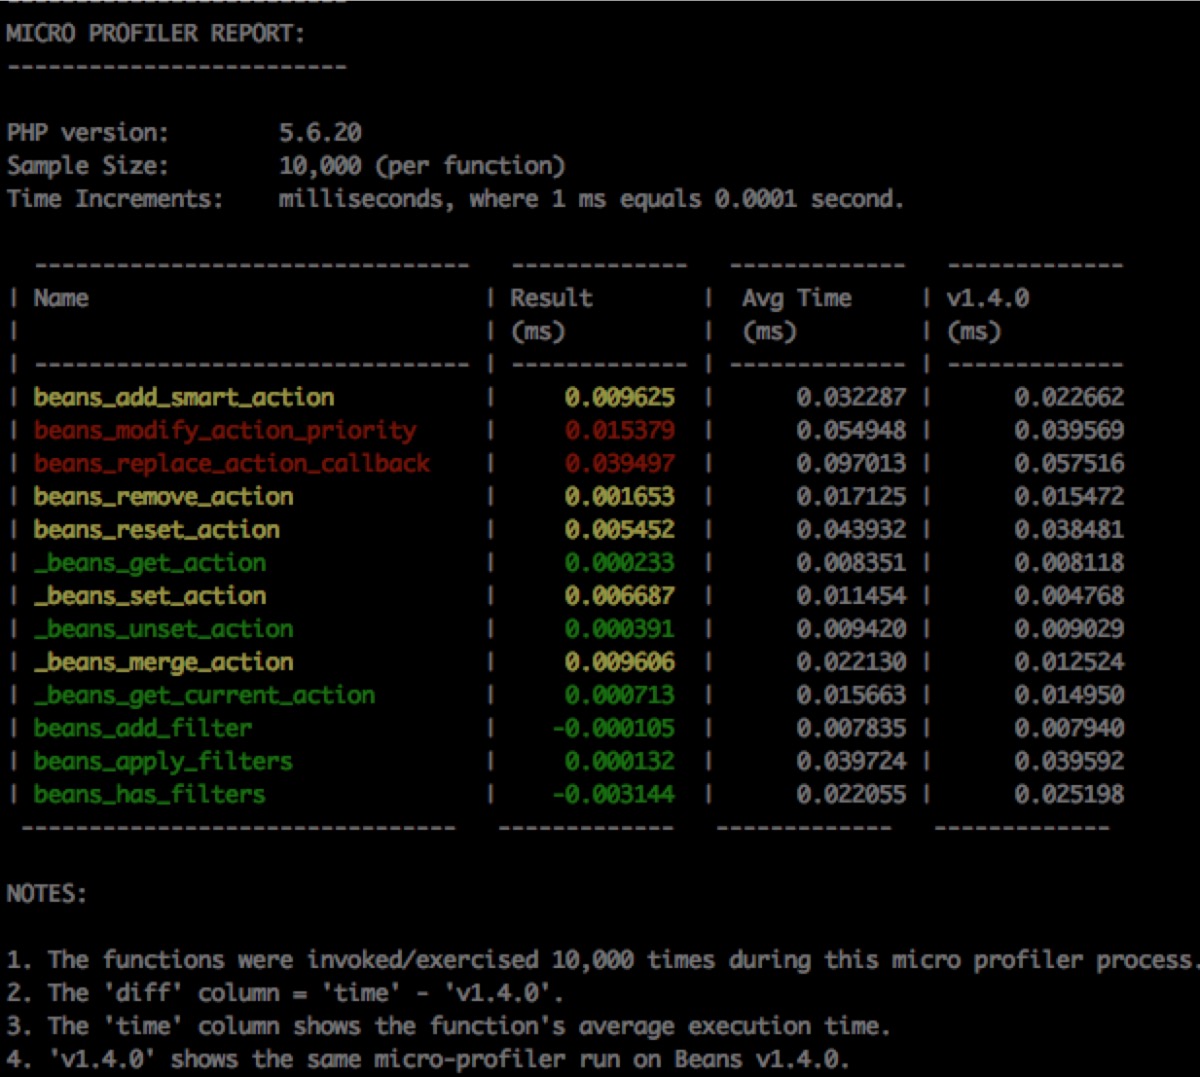 MICRO PROFILER REPORT:
-------------------------
PHP version: 5.6.20
Sample Size: 10,000 (per function)
Time Increments: milliseconds, where 1 ms equals 0.0001 second.
| Name | Result | Avg Time | v1.4.0
| | (ms) | (ms) | (ms)
| beans_add_smart_action | 0.009625 | 0.032287 | 0.022662
| beans_modify_action_priority | 0.015379 | 0.054948 | 0.039569
| beans_replace_action_callback | 0.039497 | 0.097013 | 0.057516
| beans_remove_action | 0.001653 | 0.017125 | 0.015472
| beans_reset_action | 0.005452 | 0.043932 | 0.038481
| _beans_get_action | 0.000233 | 0.008351 | 0.008118
| _beans_set_action | 0.006687 | 0.011454 | 0.004768
| _beans_unset_action | 0.000391 | 0.009420 | 0.009029
| _beans_merge_action | 0.009606 | 0.022130 | 0.012524
| _beans_get_current_action | 0.000713 | 0.015663 | 0.014950
| beans_add_filter | -0.000105 | 0.007835 | 0.007940
| beans_apply_filters | 0.000132 | 0.039724 | 0.039592
| beans_has_filters | -0.003144 | 0.022055 | 0.025198
NOTES:
1. The functions were invoked/exercised 10,000 times during this micro profiler process.
2. The 'diff' column = 'time' - 'v1.4.0'.
3. The 'time' column shows the function's average execution time.
4. 'v1.4.0' shows the same micro-profiler run on Beans v1.4.0.